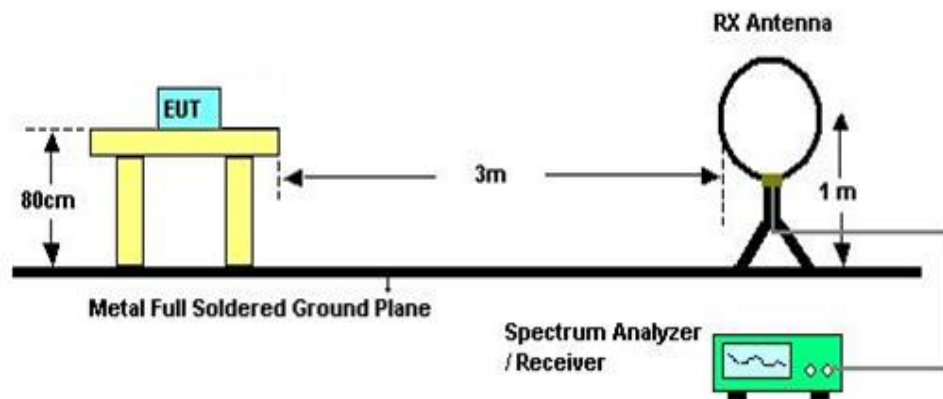 RX Antenna
EUT
80cm
3m
1 m
Metal Full Soldered Ground Plane
Spectrum Analyzer
/ Receiver